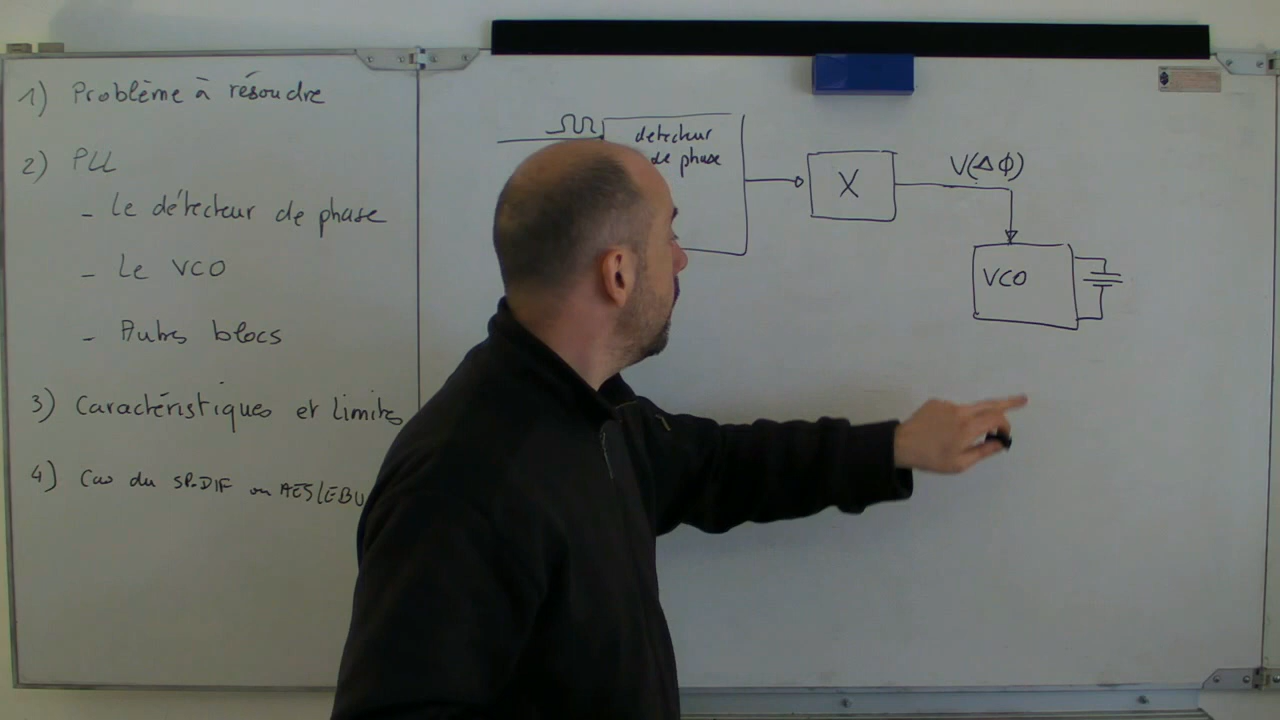 1) Problème à résoudre
2) PLL
- Le détecteur de phase
- Le VCO
- Autres blocs
3) Caractéristiques et limites
4) Cas du SP-DIF ou AES/EBU
détecteur
de phase
X
V(Δϕ)
VCO